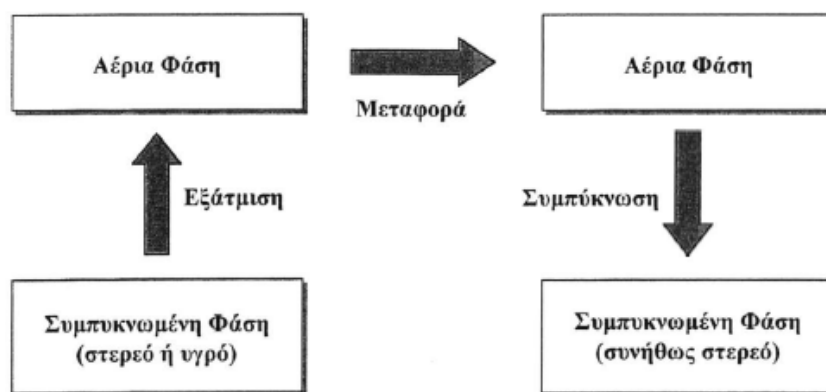 Αέρια Φάση
Μεταφορά
Αέρια Φάση
Εξάτμιση
Συμπύκνωση
Συμπυκνωμένη Φάση
(στερεό ή υγρό)
Συμπυκνωμένη Φάση
(συνήθως στερεό)